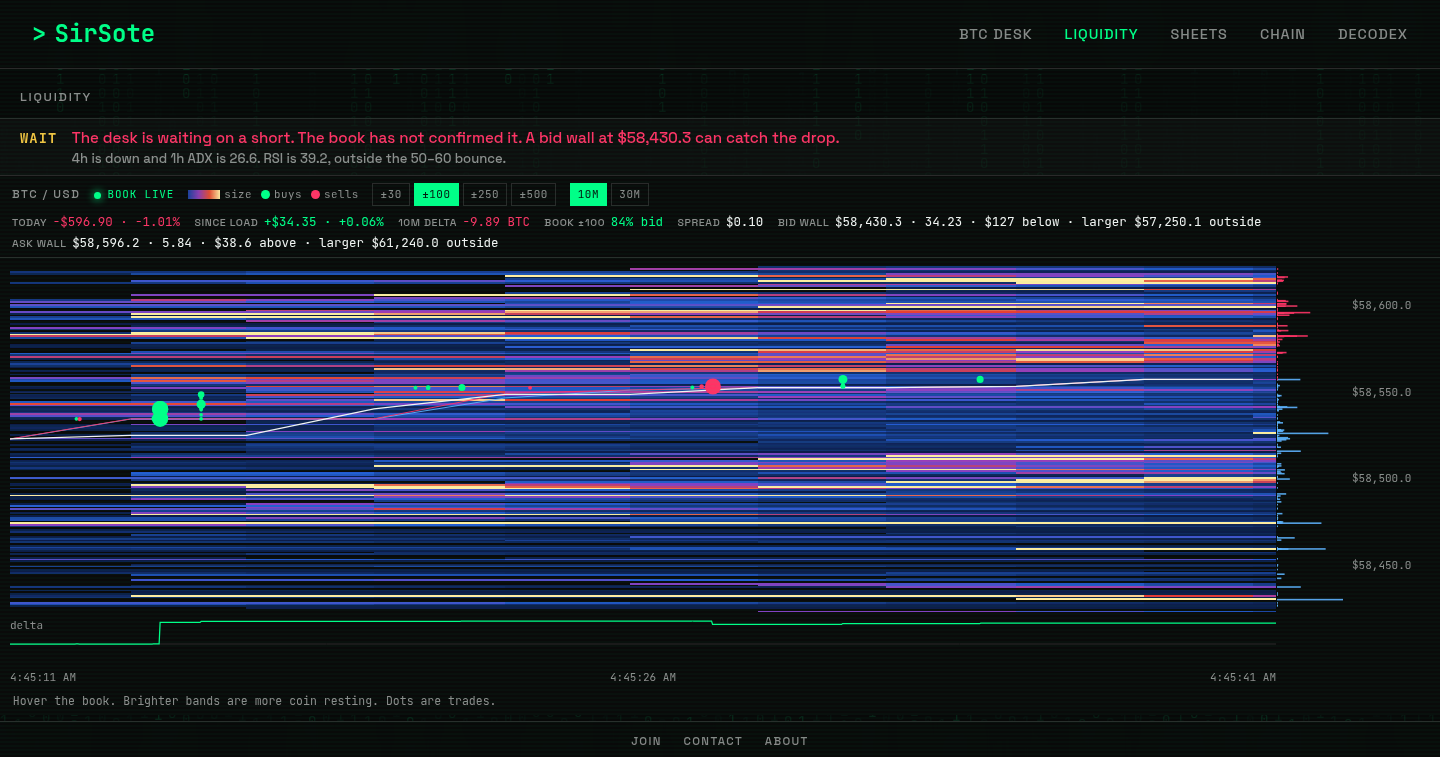 > SirSote
BTC DESK LIQUIDITY SHEETS CHAIN DECODEX
LIQUIDITY
WAIT The desk is waiting on a short. The book has not confirmed it. A bid wall at $58,430.3 can catch the drop.
4h is down and 1h ADX is 26.6. RSI is 39.2, outside the 50–60 bounce.
BTC / USD BOOK LIVE size buys sells ±30 ±100 ±250 ±500 10M 30M
TODAY -$596.90 · -1.01% SINCE LOAD +$34.35 · +0.06% 10M DELTA -9.89 BTC BOOK ±100 84% bid SPREAD $0.10 BID WALL $58,430.3 · 34.23 · $127 below · larger $57,250.1 outside
ASK WALL $58,596.2 · 5.84 · $38.6 above · larger $61,240.0 outside
$58,600.0
$58,550.0
$58,500.0
$58,450.0
delta
4:45:11 AM 4:45:26 AM 4:45:41 AM
Hover the book. Brighter bands are more coin resting. Dots are trades.
JOIN CONTACT ABOUT